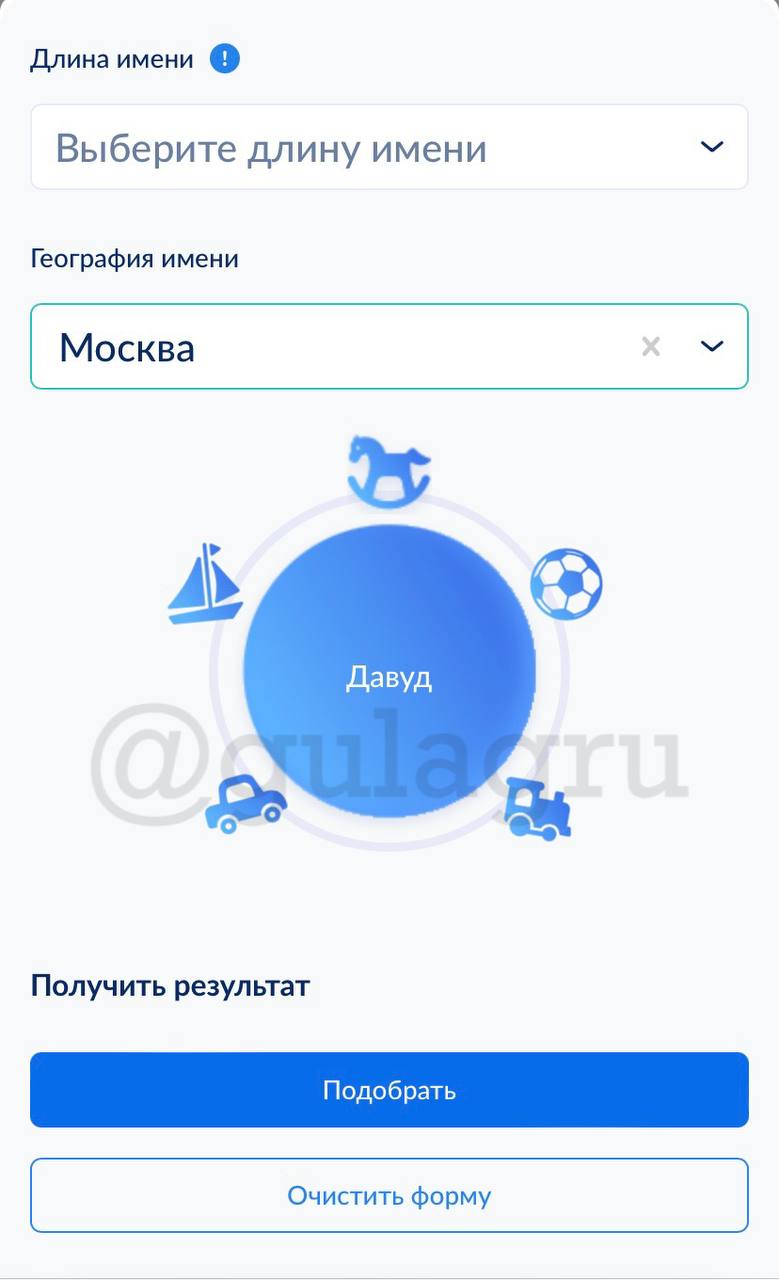 Длина имени !
Выберите длину имени
География имени
Москва
Давуд
@gulagru
Получить результат
Подобрать
Очистить форму